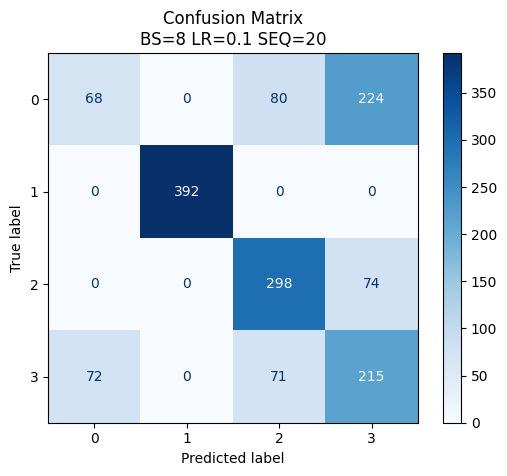 Confusion Matrix
BS=8 LR=0.1 SEQ=20
0 68 0 80 224
1 0 392 0 0
2 0 0 298 74
3 72 0 71 215
0 1 2 3
Predicted label
True label
350
300
250
200
150
100
50
0